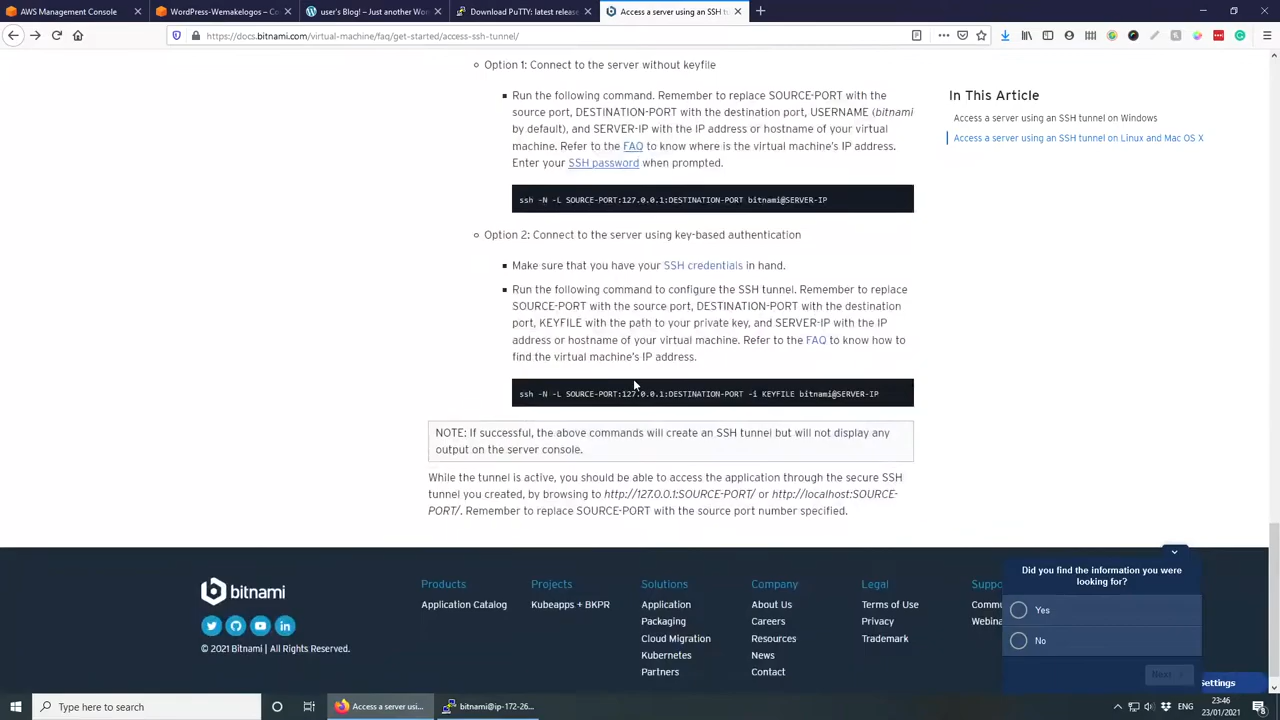 AWS Management Console
WordPress-Wemakelogos – C
user's Blog! – Just another Wo
Download PuTTY: latest release
Access a server using an SSH t
https://docs.bitnami.com/virtual-machine/faq/get-started/access-ssh-tunnel/
Option 1: Connect to the server without keyfile
Run the following command. Remember to replace SOURCE-PORT with the
source port, DESTINATION-PORT with the destination port, USERNAME (bitnami
by default), and SERVER-IP with the IP address or hostname of your virtual
machine. Refer to the FAQ to know where is the virtual machine's IP address.
Enter your SSH password when prompted.
ssh -N -L SOURCE-PORT:127.0.0.1:DESTINATION-PORT bitnami@SERVER-IP
Option 2: Connect to the server using key-based authentication
Make sure that you have your SSH credentials in hand.
Run the following command to configure the SSH tunnel. Remember to replace
SOURCE-PORT with the source port, DESTINATION-PORT with the destination
port, KEYFILE with the path to your private key, and SERVER-IP with the IP
address or hostname of your virtual machine. Refer to the FAQ to know how to
find the virtual machine's IP address.
ssh -N -L SOURCE-PORT:127.0.0.1:DESTINATION-PORT -i KEYFILE bitnami@SERVER-IP
NOTE: If successful, the above commands will create an SSH tunnel but will not display any
output on the server console.
While the tunnel is active, you should be able to access the application through the secure SSH
tunnel you created, by browsing to http://127.0.0.1:SOURCE-PORT/ or http://localhost:SOURCE-
PORT/. Remember to replace SOURCE-PORT with the source port number specified.
In This Article
Access a server using an SSH tunnel on Windows
Access a server using an SSH tunnel on Linux and Mac OS X
bitnami
© 2021 Bitnami | All Rights Reserved.
Products
Application Catalog
Projects
Kubeapps + BKPR
Solutions
Application
Packaging
Cloud Migration
Kubernetes
Partners
Company
About Us
Careers
Resources
News
Contact
Legal
Terms of Use
Privacy
Trademark
Suppo
Commu
Webina
Did you find the information you were
looking for?
Yes
No
Next
Settings
Type here to search
Access a server usi...
bitnami@ip-172-26...
ENG
23:46
23/01/2021
8